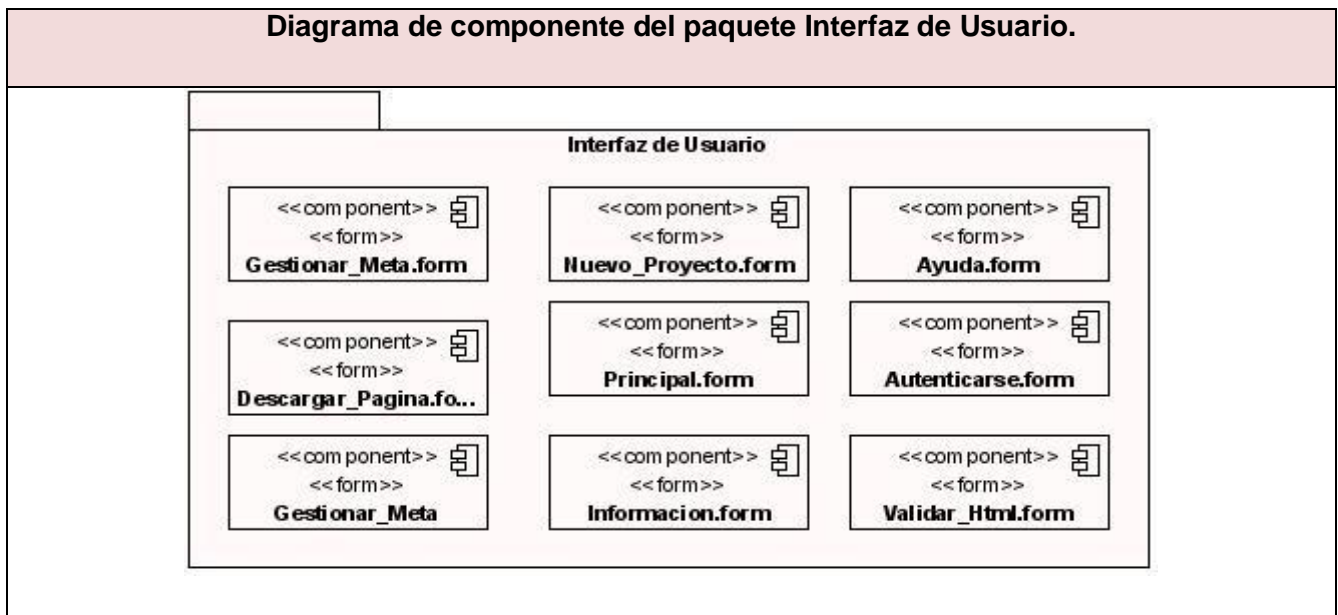 Diagrama de componente del paquete Interfaz de Usuario.
Interfaz de Usuario
<<component>>
<<form>>
Gestionar_Meta.form
<<component>>
<<form>>
Nuevo_Proyecto.form
<<component>>
<<form>>
Ayuda.form
<<component>>
<<form>>
Descargar_Pagina.fo...
<<component>>
<<form>>
Principal.form
<<component>>
<<form>>
Autenticarse.form
<<component>>
<<form>>
Gestionar_Meta
<<component>>
<<form>>
Informacion.form
<<component>>
<<form>>
Validar_Html.form